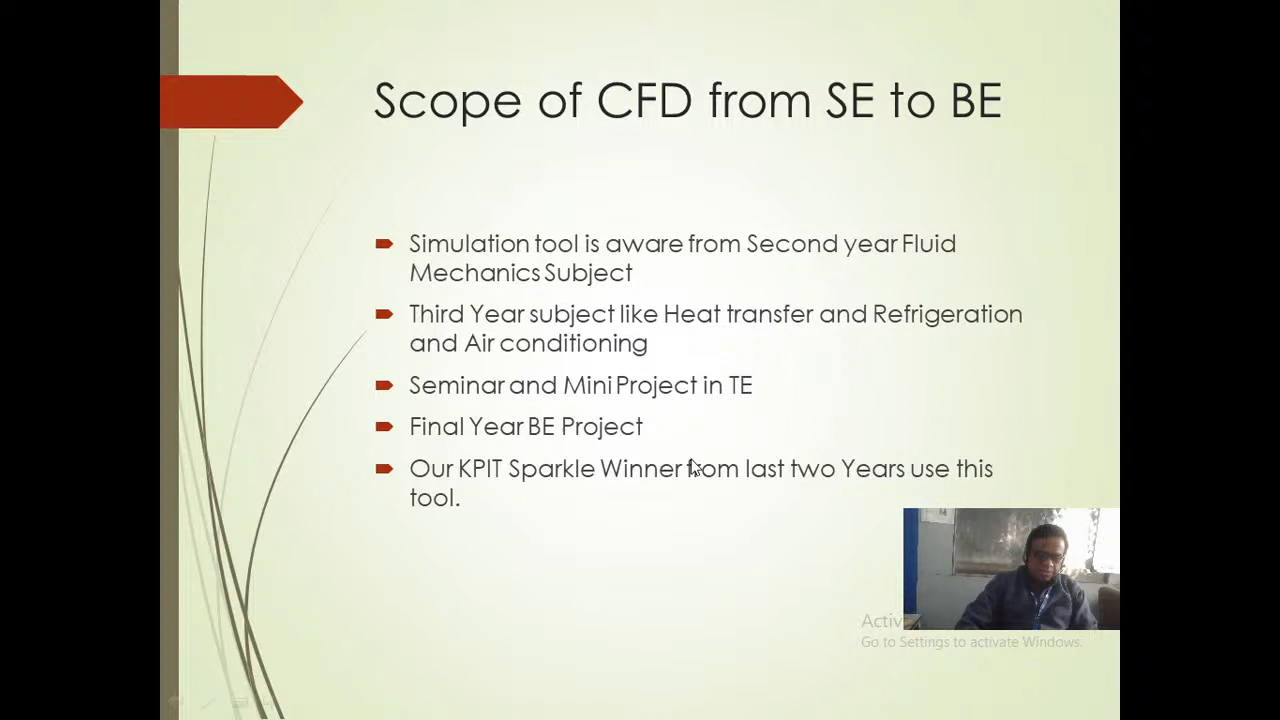 Scope of CFD from SE to BE
Simulation tool is aware from Second year Fluid
Mechanics Subject
Third Year subject like Heat transfer and Refrigeration
and Air conditioning
Seminar and Mini Project in TE
Final Year BE Project
Our KPIT Sparkle Winner from last two Years use this
tool.
Go to Settings to activate Windows.